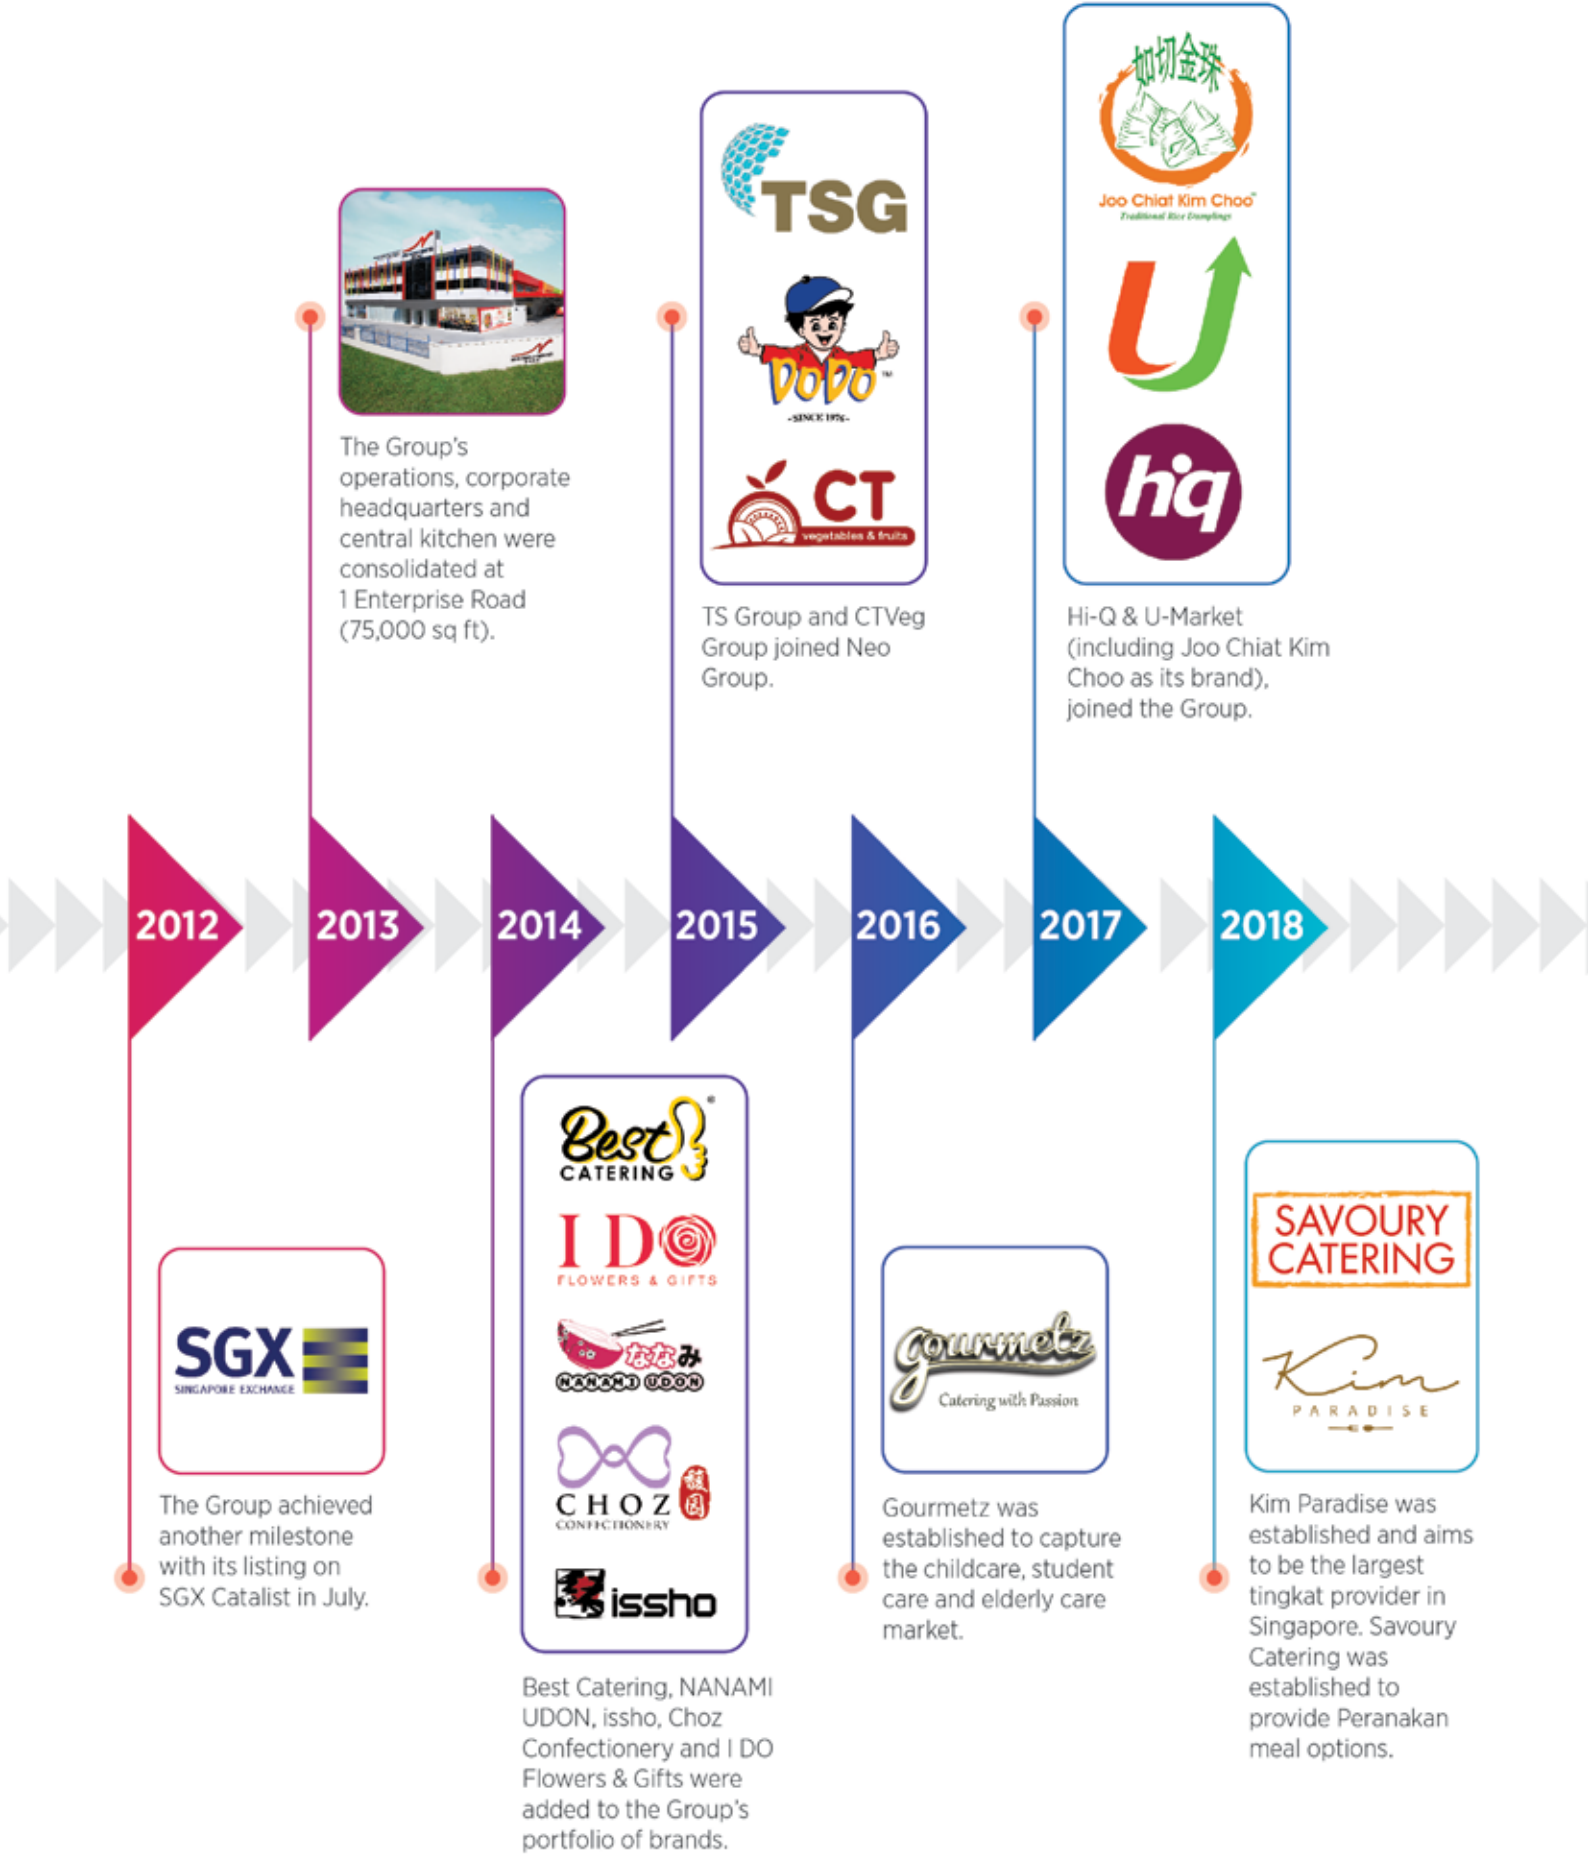 如切金珠
Joo Chiat Kim Choo
Traditional Rice Dumplings
hq
Hi-Q & U-Market
(including Joo Chiat Kim
Choo as its brand),
joined the Group.
TSG
DoDo
TM
-SINCE 1976-
CT
vegetables & fruits
TS Group and CTVeg
Group joined Neo
Group.
The Group's
operations, corporate
headquarters and
central kitchen were
consolidated at
1 Enterprise Road
(75,000 sq ft).
2012
2013
2014
2015
2016
2017
2018
SGX
SINGAPORE EXCHANGE
The Group achieved
another milestone
with its listing on
SGX Catalist in July.
Best
CATERING
®
I DO
FLOWERS & GIFTS
ななみ
NANAMI UDON
CHOZ
CONFECTIONERY
issho
Best Catering, NANAMI
UDON, issho, Choz
Confectionery and I DO
Flowers & Gifts were
added to the Group's
portfolio of brands.
Gourmetz
Catering with Passion
Gourmetz was
established to capture
the childcare, student
care and elderly care
market.
SAVOURY
CATERING
Kim
PARADISE
Kim Paradise was
established and aims
to be the largest
tingkat provider in
Singapore. Savoury
Catering was
established to
provide Peranakan
meal options.